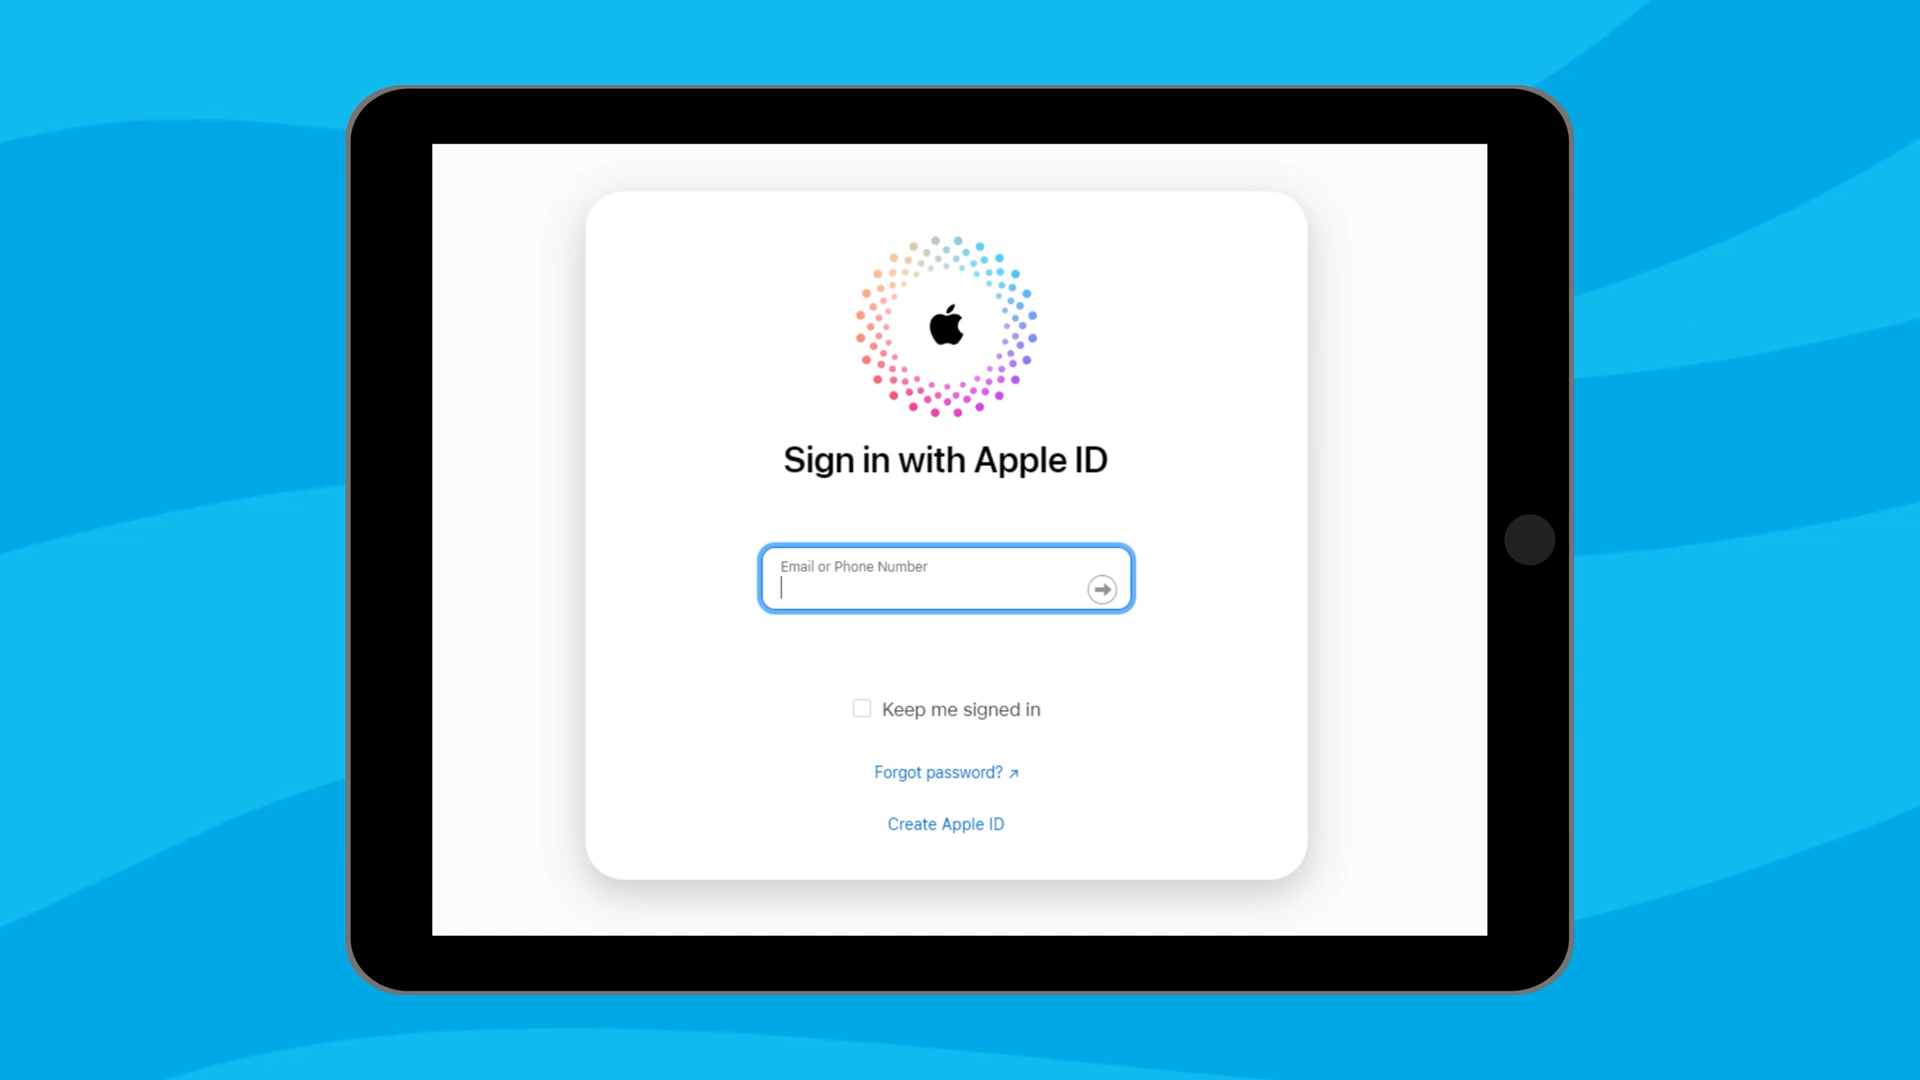 Sign in with Apple ID
Email or Phone Number
Keep me signed in
Forgot password? ↗
Create Apple ID